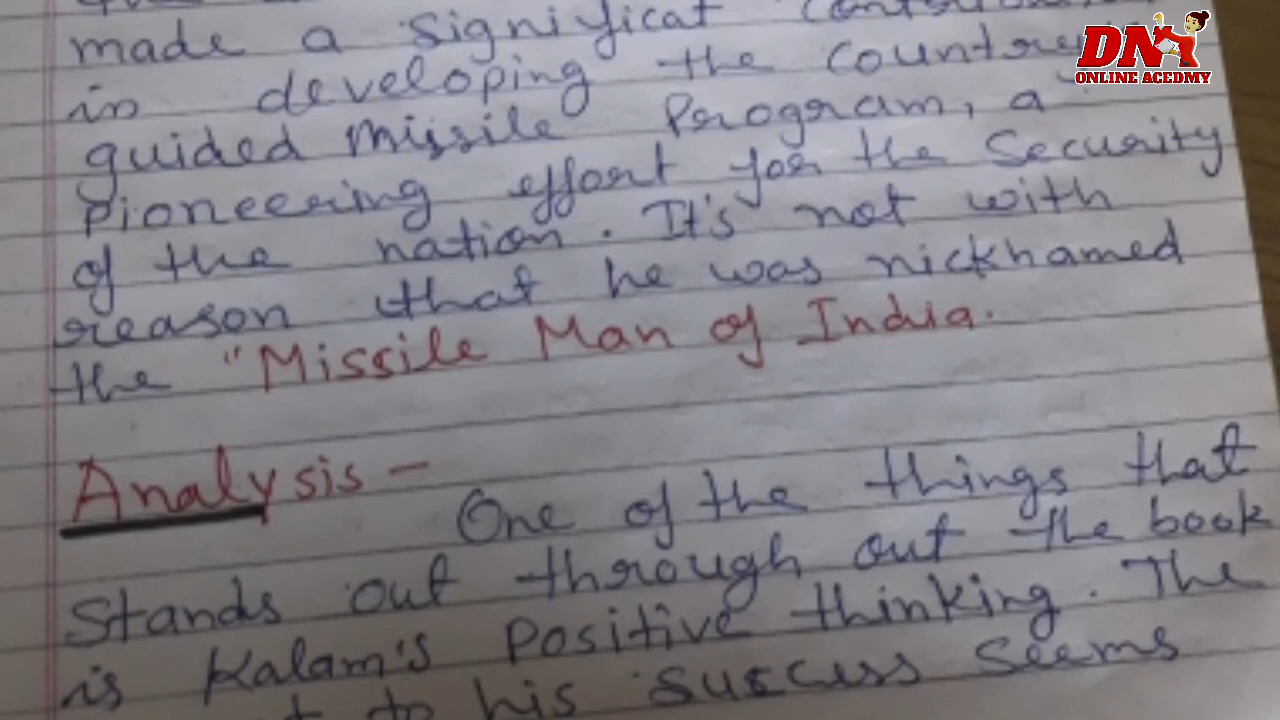 made a significat
in developing the country
guided missile Program, a
Pioneering effort for the Security
of the nation. It's not with
reason that he was nickhamed
the "Missile Man of India.
Analysis -
One of the things that
Stands out through out the book
is Kalam's Positive thinking. The
to his success seems
DNA
ONLINE ACEDMY